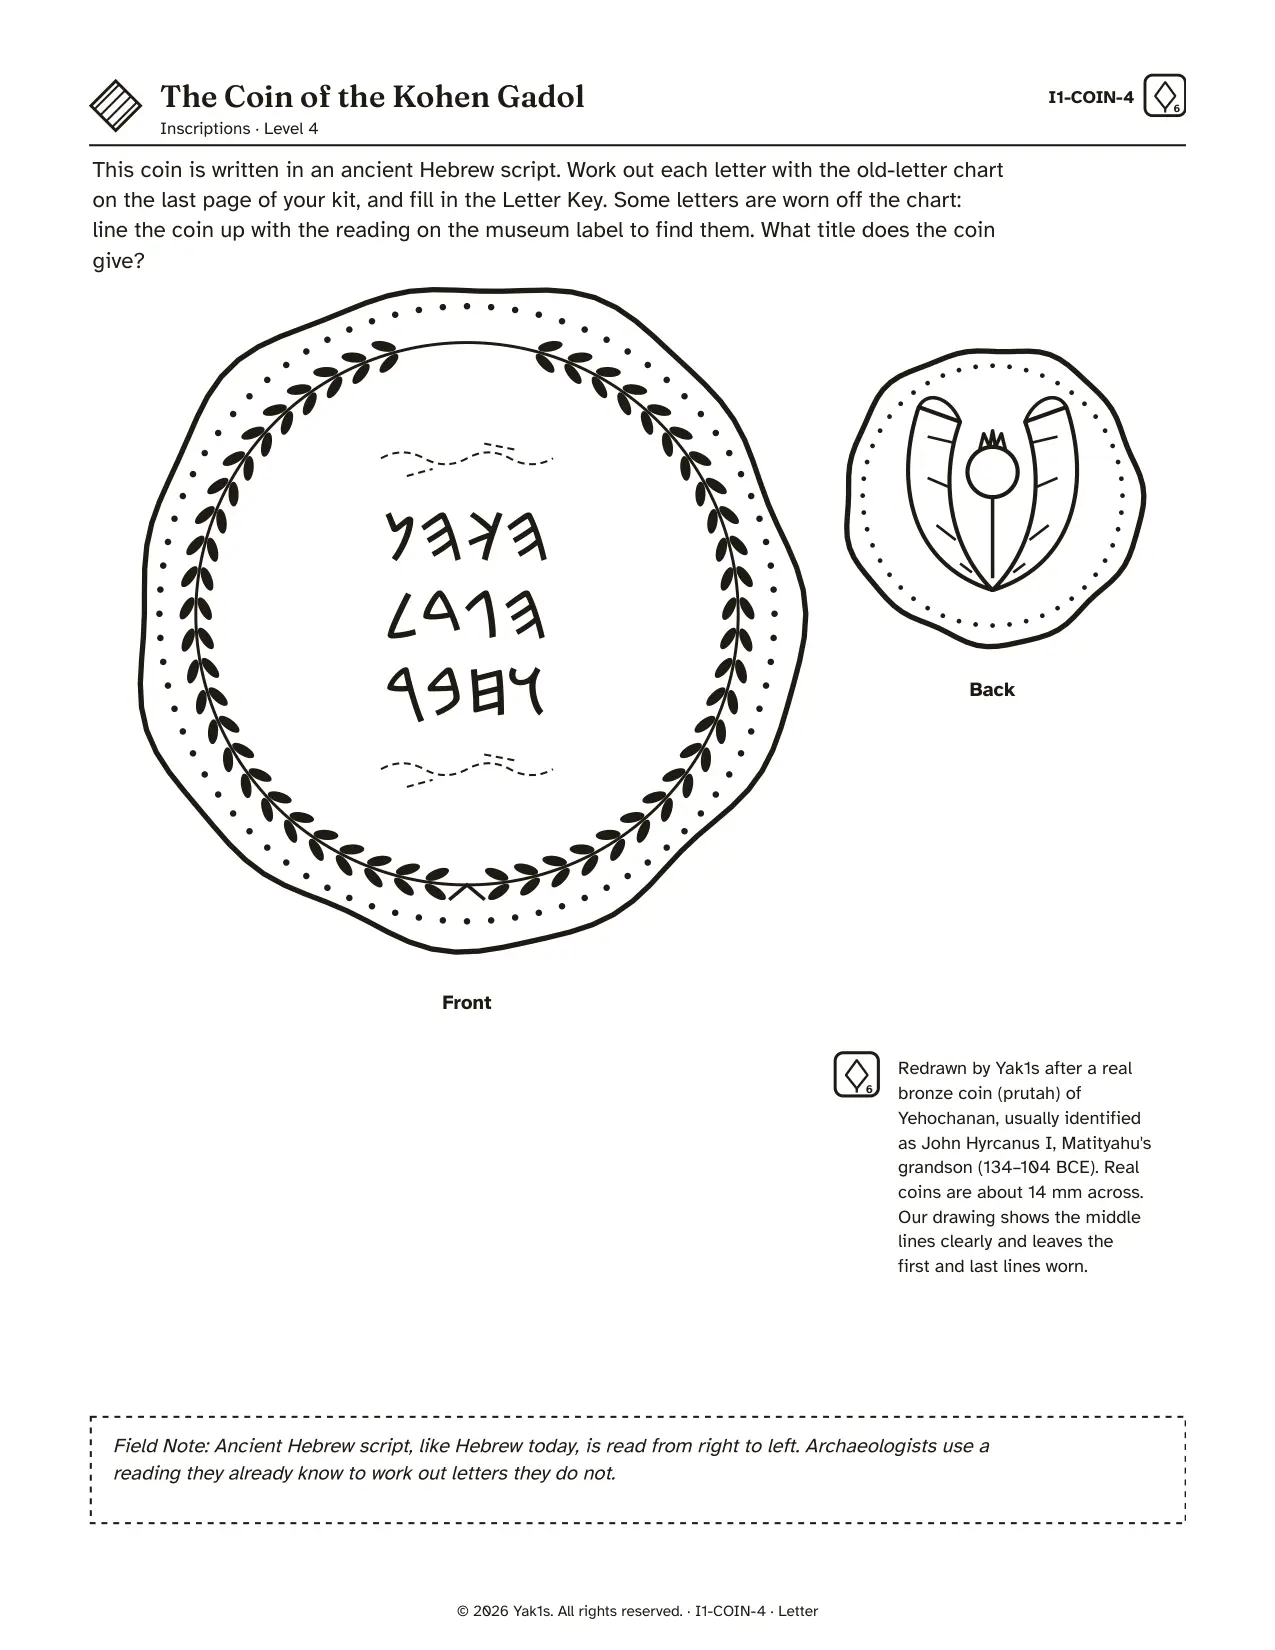 The Coin of the Kohen Gadol
Inscriptions · Level 4
I1-COIN-4
6
This coin is written in an ancient Hebrew script. Work out each letter with the old-letter chart
on the last page of your kit, and fill in the Letter Key. Some letters are worn off the chart:
line the coin up with the reading on the museum label to find them. What title does the coin
give?
𐤄𐤊𐤄𐤍
𐤄𐤂𐤃𐤋
𐤅𐤇𐤁𐤓
Front
Back
6
Redrawn by Yak1s after a real
bronze coin (prutah) of
Yehochanan, usually identified
as John Hyrcanus I, Matityahu's
grandson (134–104 BCE). Real
coins are about 14 mm across.
Our drawing shows the middle
lines clearly and leaves the
first and last lines worn.
Field Note: Ancient Hebrew script, like Hebrew today, is read from right to left. Archaeologists use a
reading they already know to work out letters they do not.
© 2026 Yak1s. All rights reserved. · I1-COIN-4 · Letter